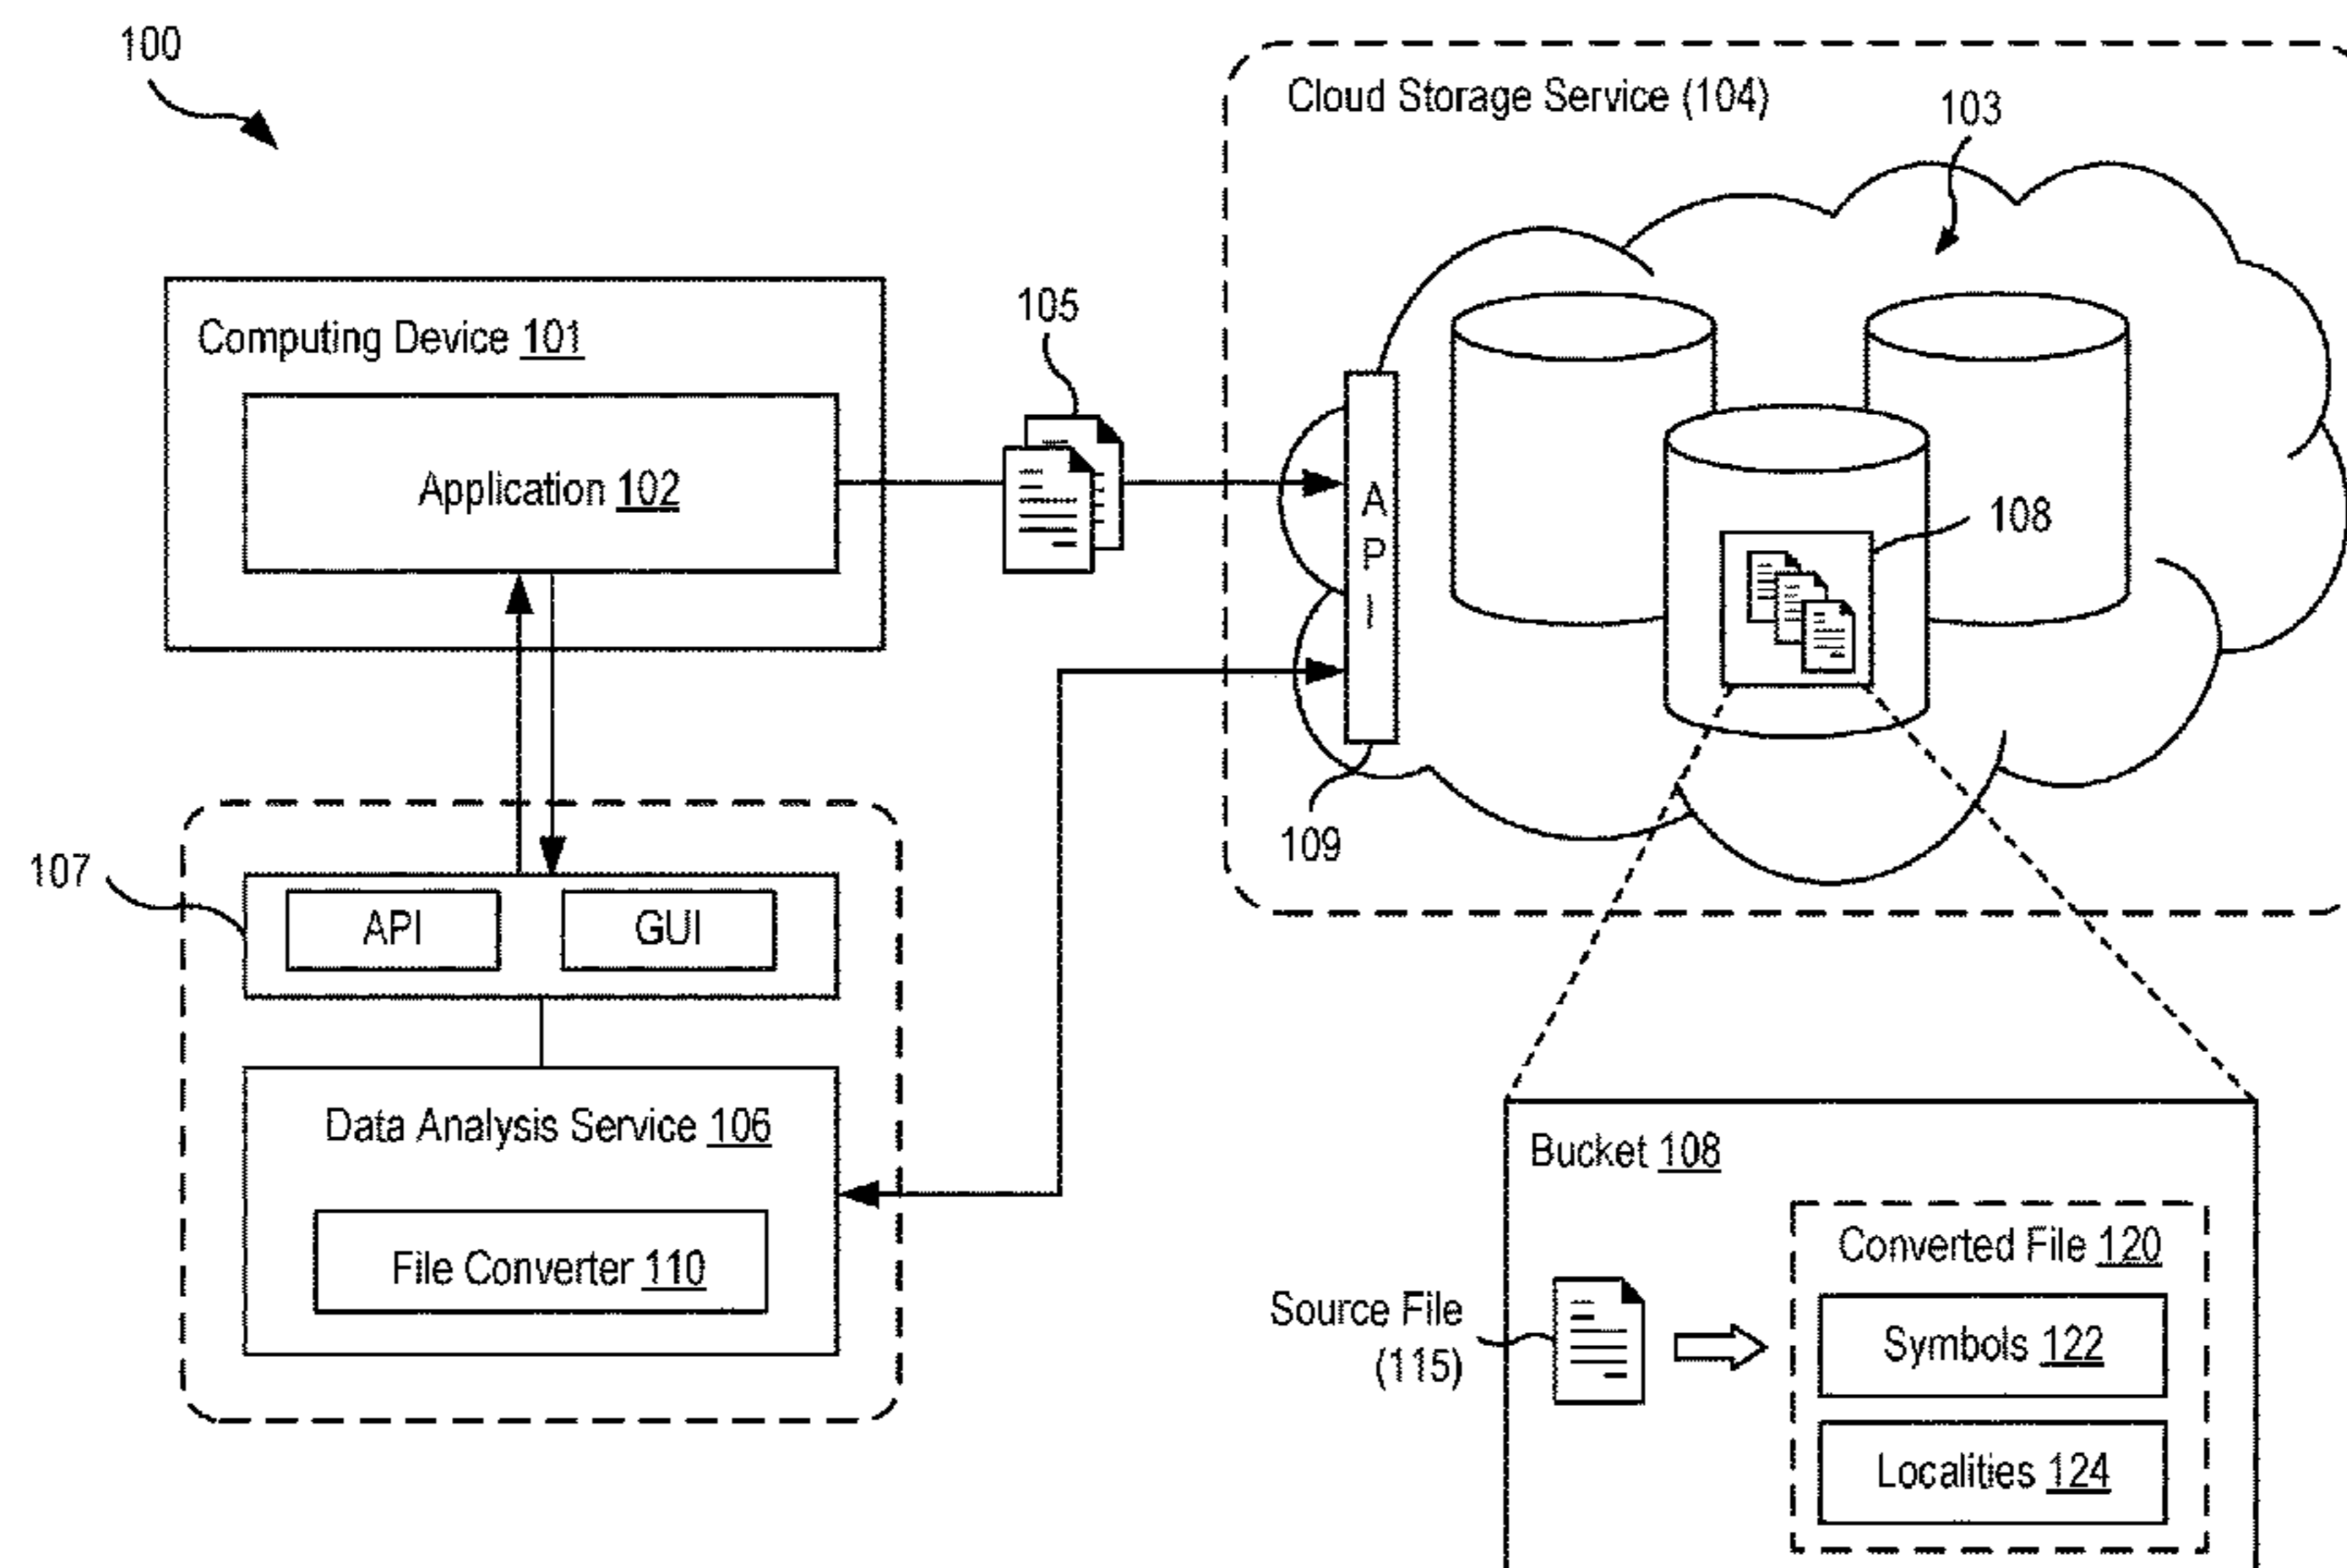 100
Cloud Storage Service (104)
103
105
Computing Device 101
Application 102
A
P
I
108
109
107
API
GUI
Data Analysis Service 106
File Converter 110
Bucket 108
Converted File 120
Source File
(115)
Symbols 122
Localities 124